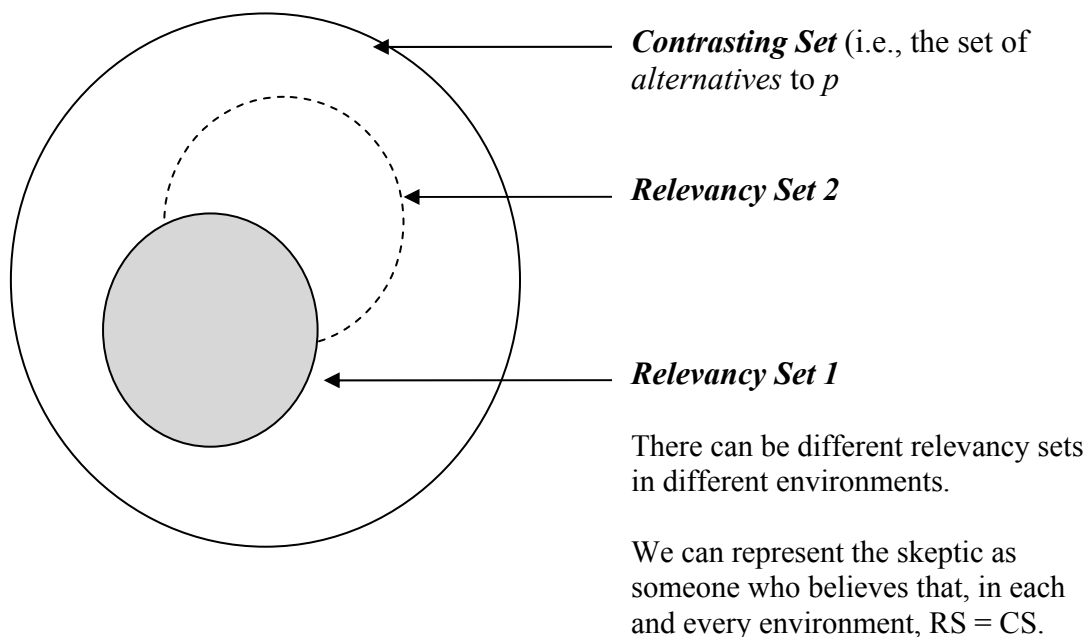 Contrasting Set (i.e., the set of
alternatives to p
Relevancy Set 2
Relevancy Set 1
There can be different relevancy sets
in different environments.
We can represent the skeptic as
someone who believes that, in each
and every environment, RS = CS.